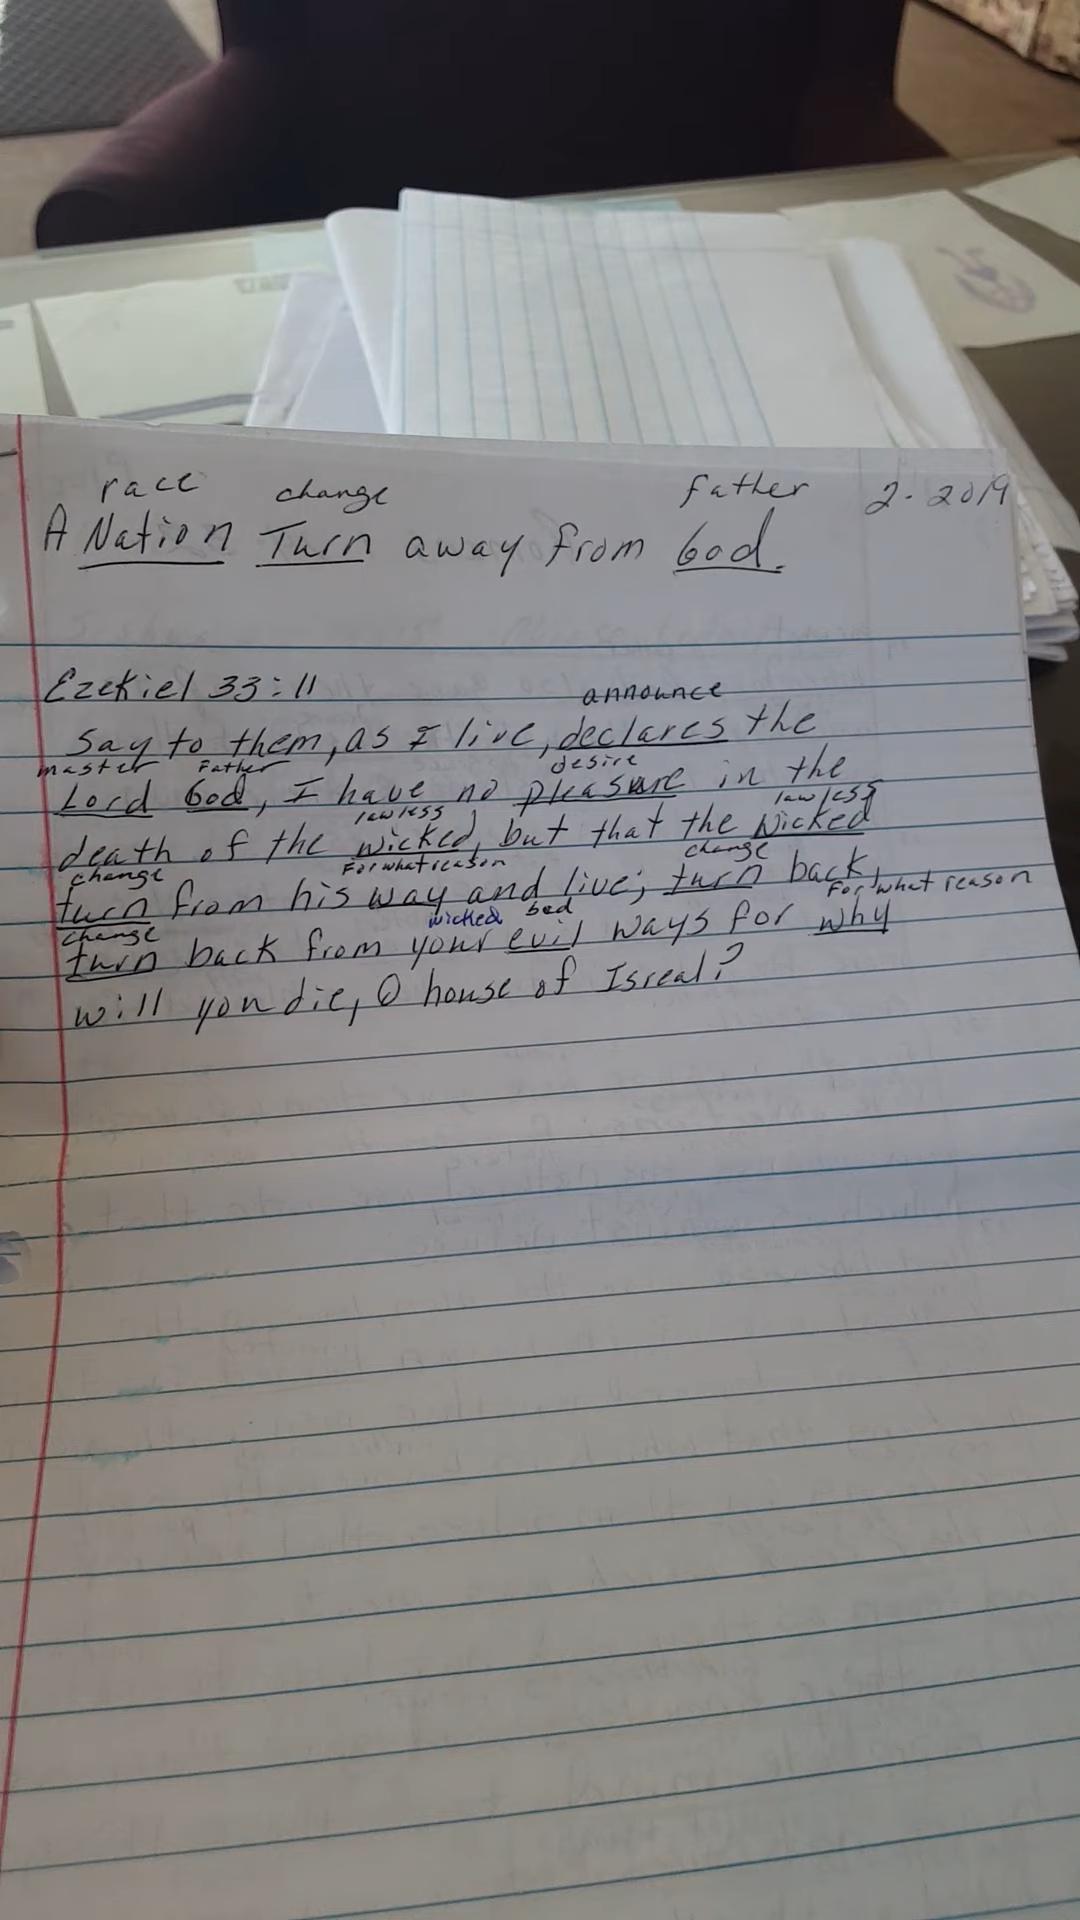 race change father 2-2019
A Nation Turn away from God.
Ezekiel 33:11
announce
Say to them, as I live, declares the
master Father desire
Lord God, I have no pleasure in the
lawless lawless
death of the wicked, but that the wicked
change For what reason change
turn from his way and live; turn back,
For what reason
change wicked bad
turn back from your evil ways for why
will you die, O house of Isreal?